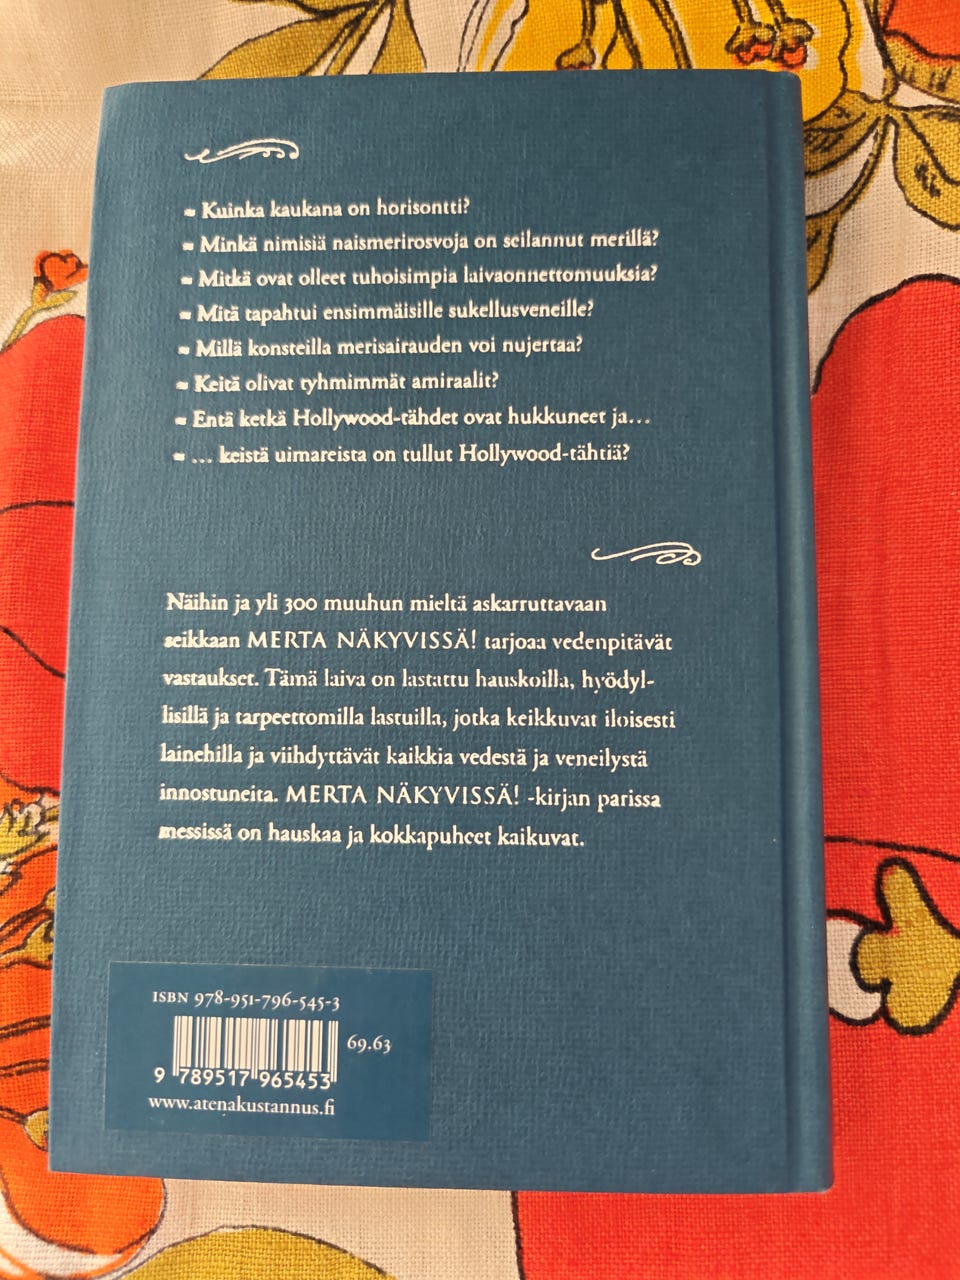 ~ Kuinka kaukana on horisontti?
~ Minkä nimisiä naismerirosvoja on seilannut merillä?
~ Mitkä ovat olleet tuhoisimpia laivaonnettomuuksia?
~ Mitä tapahtui ensimmäisille sukellusveneille?
~ Millä konsteilla merisairauden voi nujertaa?
~ Keitä olivat tyhmimmät amiraalit?
~ Entä ketkä Hollywood-tähdet ovat hukkuneet ja...
~ ... keistä uimareista on tullut Hollywood-tähtiä?
Näihin ja yli 300 muuhun mieltä askarruttavaan
seikkaan MERTA NÄKYVISSÄ! tarjoaa vedenpitävät
vastaukset. Tämä laiva on lastattu hauskoilla, hyödyl-
lisillä ja tarpeettomilla lastuilla, jotka keikkuvat iloisesti
lainehilla ja viihdyttävät kaikkia vedestä ja veneilystä
innostuneita. MERTA NÄKYVISSÄ! -kirjan parissa
messissä on hauskaa ja kokkapuheet kaikuvat.
ISBN 978-951-796-545-3
69.63
9 789517 965453
www.atenakustannus.fi